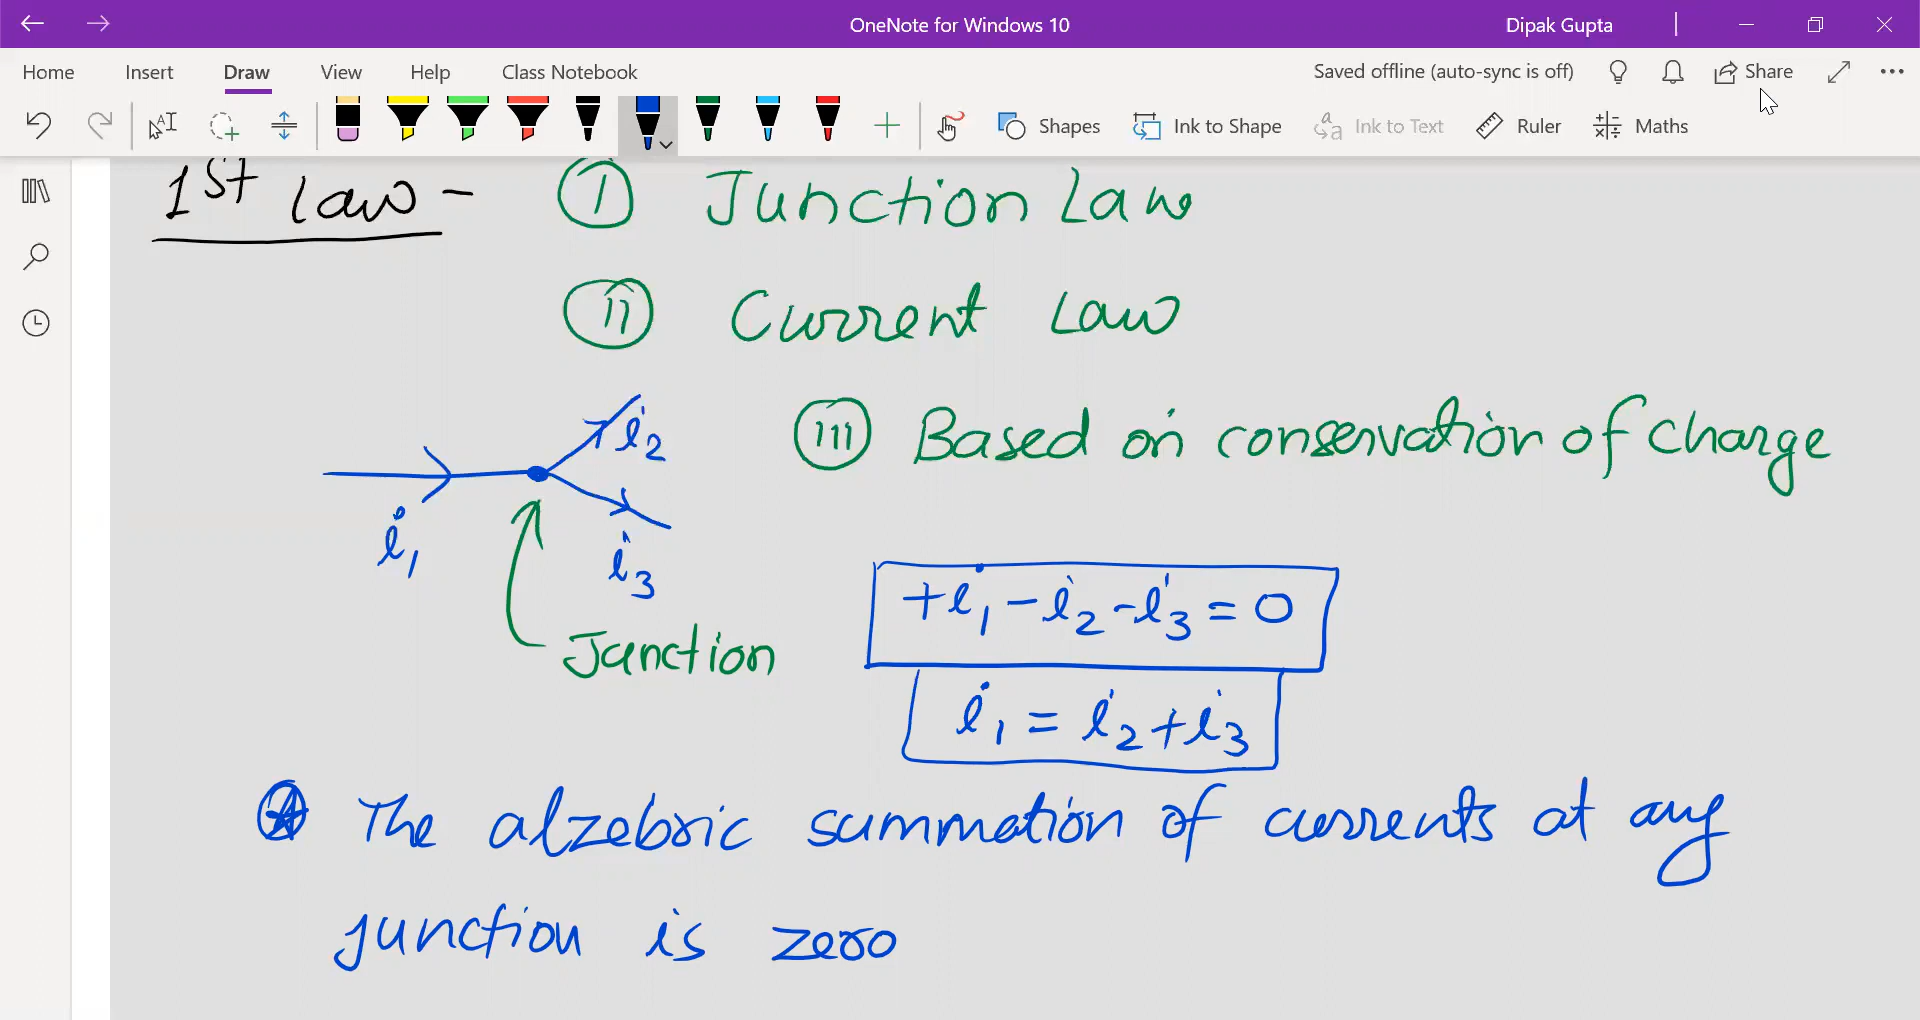 OneNote for Windows 10
Dipak Gupta
Home Insert Draw View Help Class Notebook
Saved offline (auto-sync is off) Share
Shapes Ink to Shape Ink to Text Ruler Maths
1st law - I Junction Law
II Current Law
i2 III Based on conservation of charge
i1
i3
+i1 - i2 - i3 = 0
Janction
i1 = i2 + i3
The alzebric summation of currents at any
junction is zero